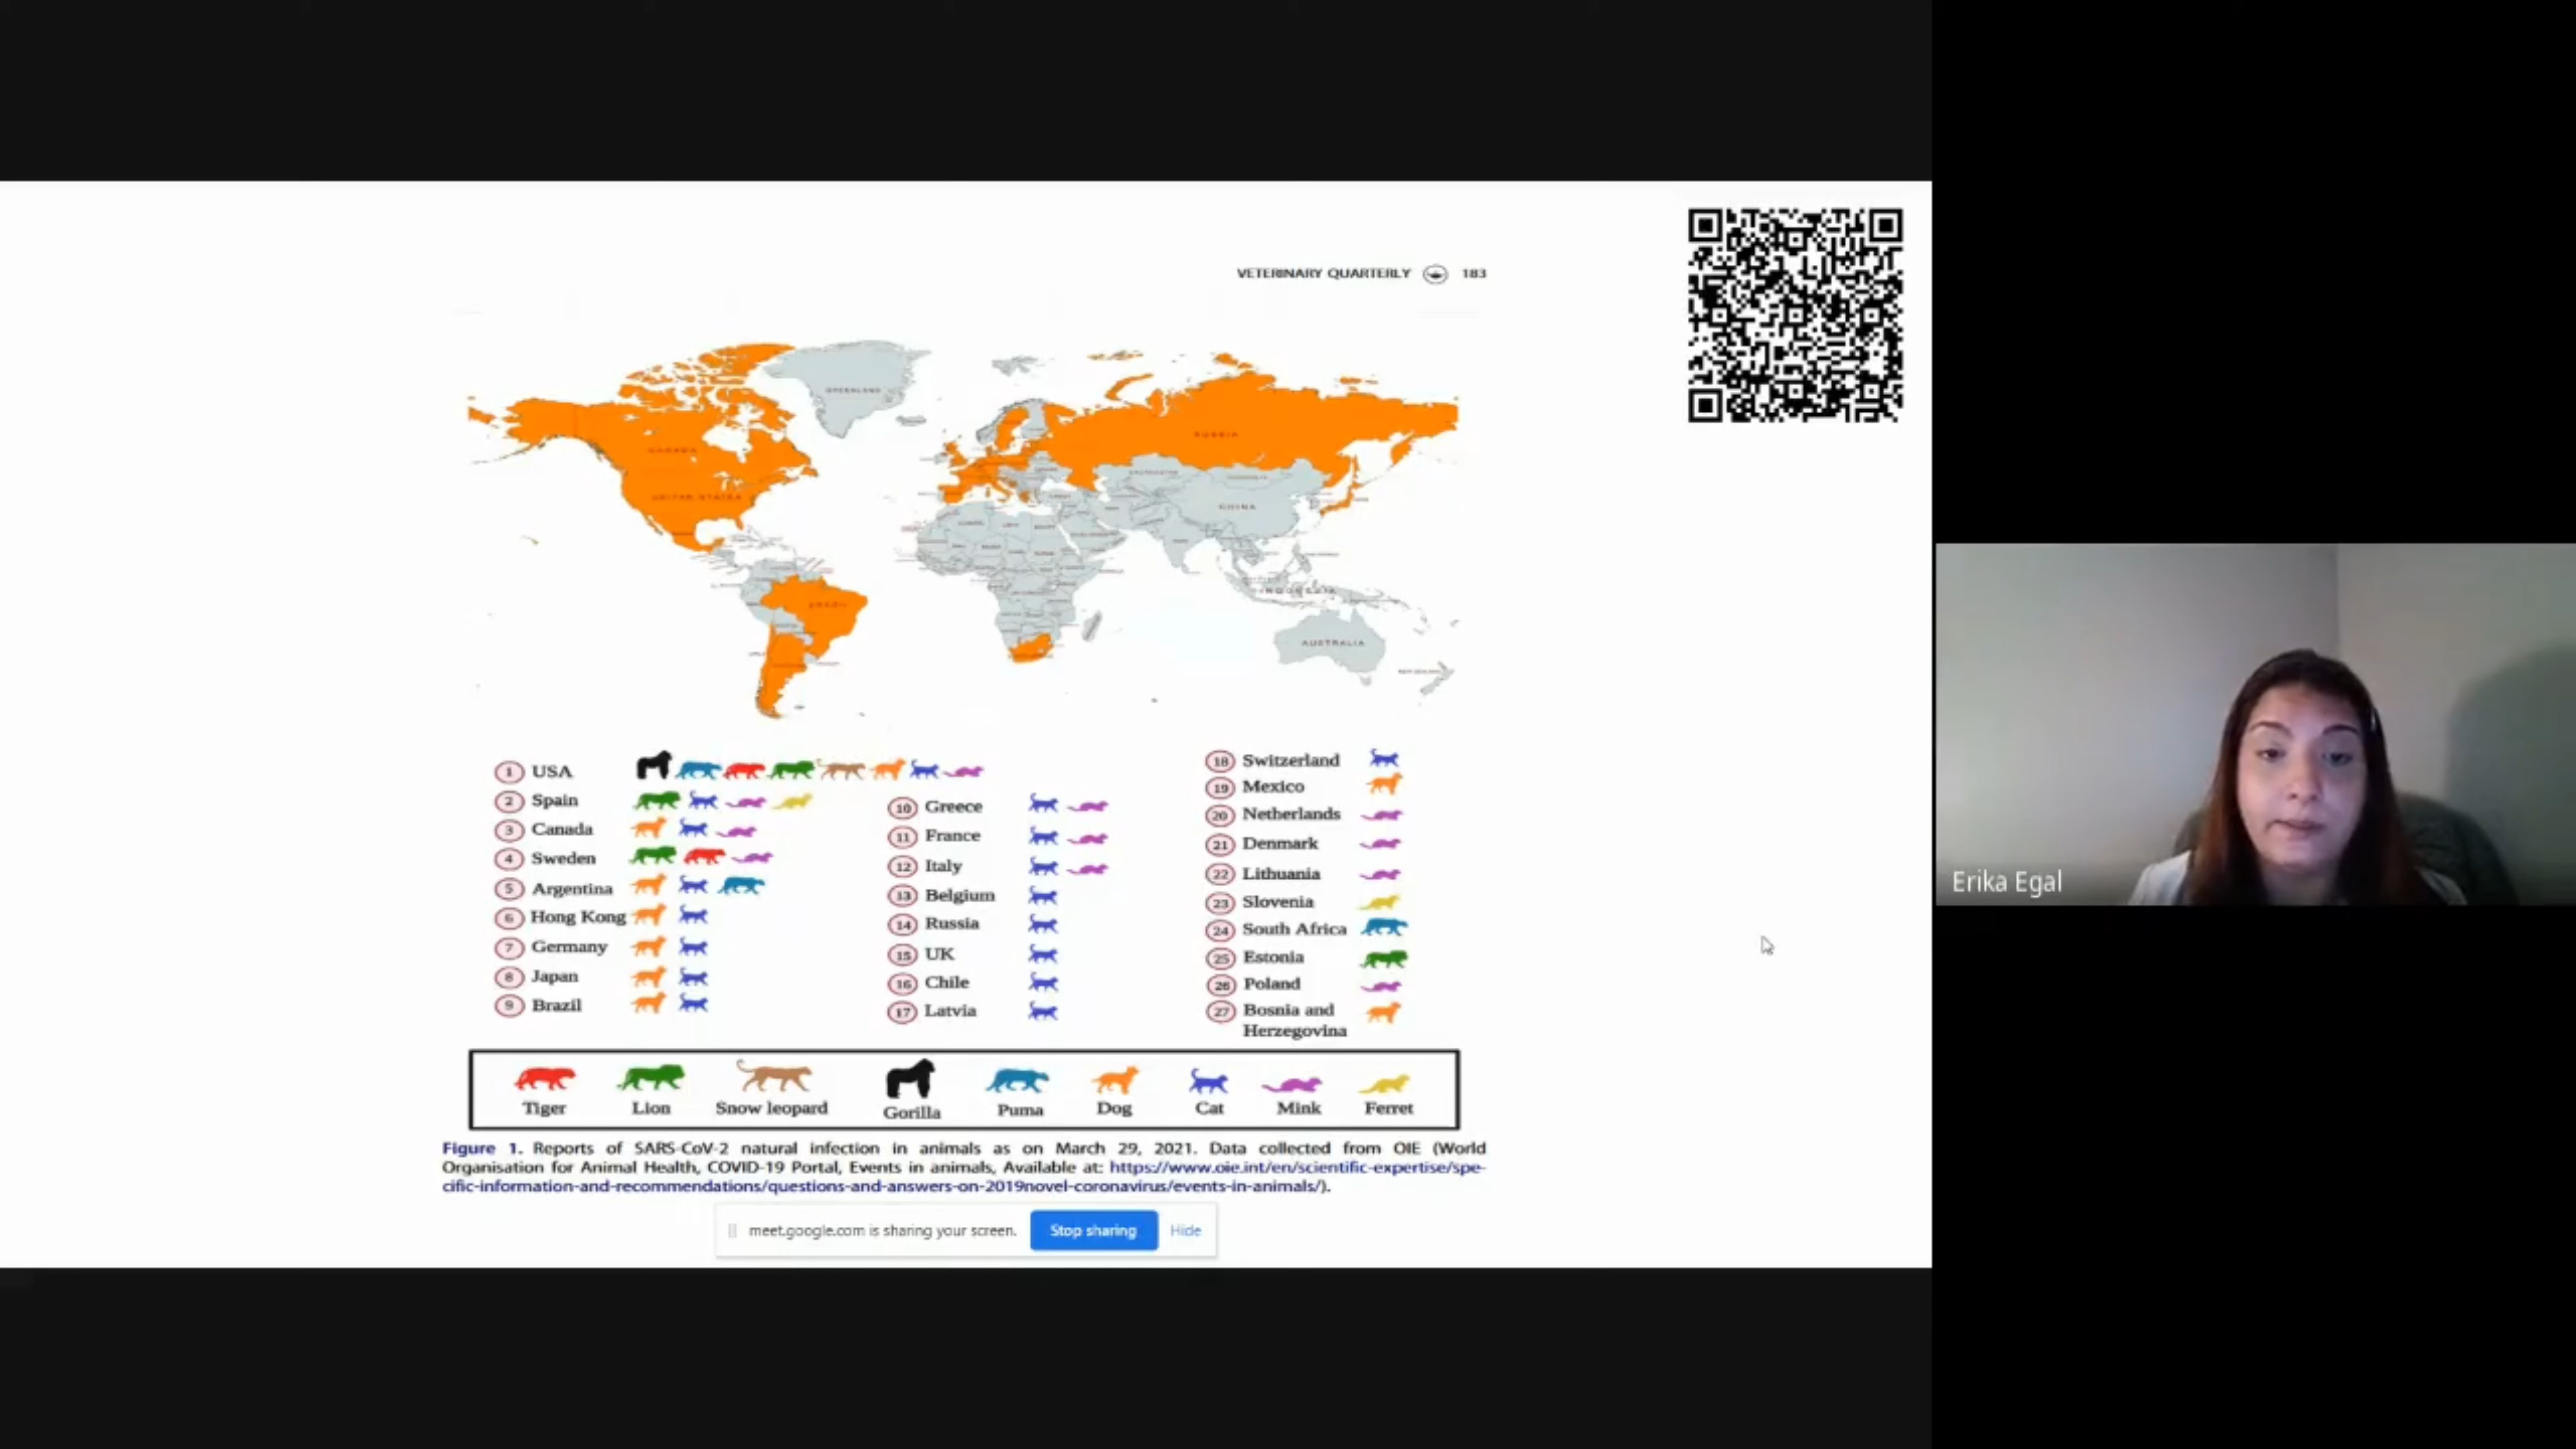 VETERINARY QUARTERLY 183
GREENLAND
CANADA
RUSSIA
UNITED STATES
CHINA
BRAZIL
INDONESIA
AUSTRALIA
1 USA
2 Spain
3 Canada
4 Sweden
5 Argentina
6 Hong Kong
7 Germany
8 Japan
9 Brazil
10 Greece
11 France
12 Italy
13 Belgium
14 Russia
15 UK
16 Chile
17 Latvia
18 Switzerland
19 Mexico
20 Netherlands
21 Denmark
22 Lithuania
23 Slovenia
24 South Africa
25 Estonia
26 Poland
27 Bosnia and
Herzegovina
Tiger Lion Snow leopard Gorilla Puma Dog Cat Mink Ferret
Figure 1. Reports of SARS-CoV-2 natural infection in animals as on March 29, 2021. Data collected from OIE (World
Organisation for Animal Health, COVID-19 Portal, Events in animals, Available at: https://www.oie.int/en/scientific-expertise/spe-
cific-information-and-recommendations/questions-and-answers-on-2019novel-coronavirus/events-in-animals/).
meet.google.com is sharing your screen. Stop sharing Hide
Erika Egal